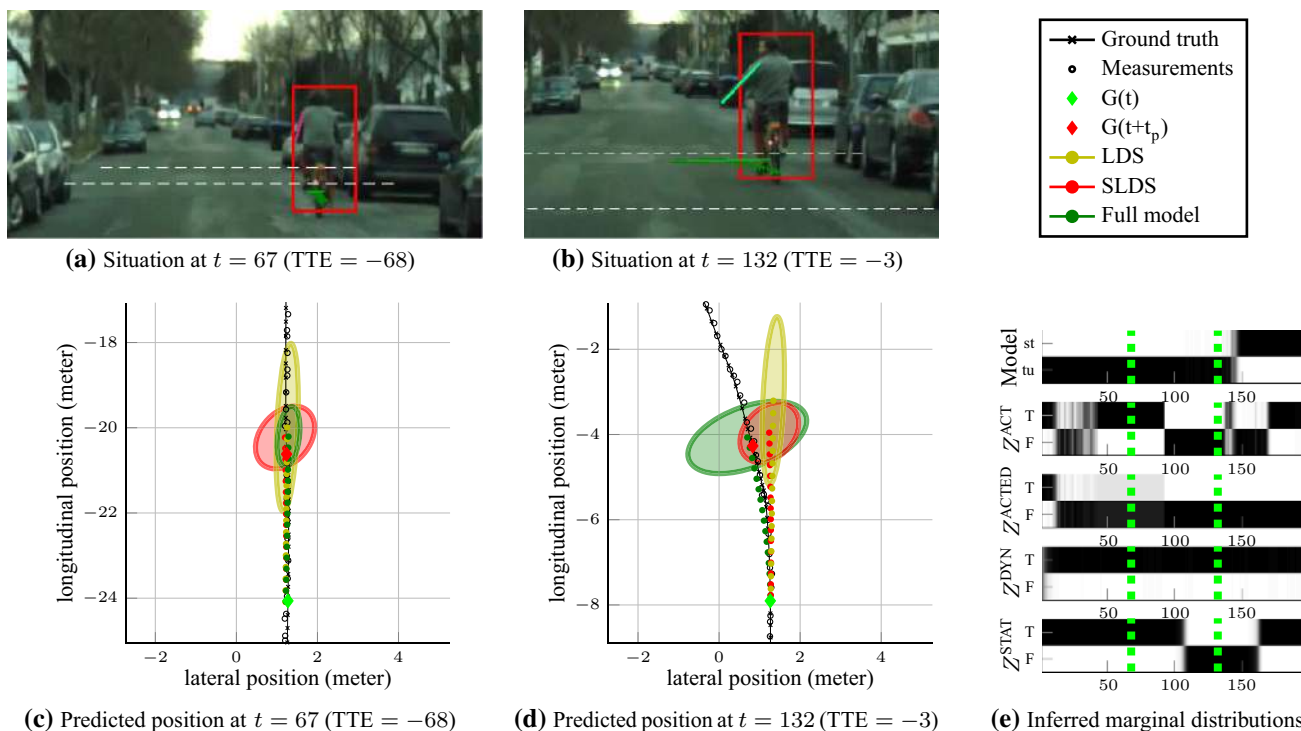 Ground truth
Measurements
G(t)
G(t+t_p)
LDS
SLDS
Full model
(a) Situation at t = 67 (TTE = −68)
(b) Situation at t = 132 (TTE = −3)
−18
−20
−22
−24
−2 0 2 4
longitudinal position (meter)
lateral position (meter)
(c) Predicted position at t = 67 (TTE = −68)
−2
−4
−6
−8
−2 0 2 4
longitudinal position (meter)
lateral position (meter)
(d) Predicted position at t = 132 (TTE = −3)
Model
st
tu
50 100 150
Z^ACT
T
F
50 100 150
Z^ACTED
T
F
50 100 150
Z^DYN
T
F
50 100 150
Z^STAT
T
F
50 100 150
(e) Inferred marginal distributions